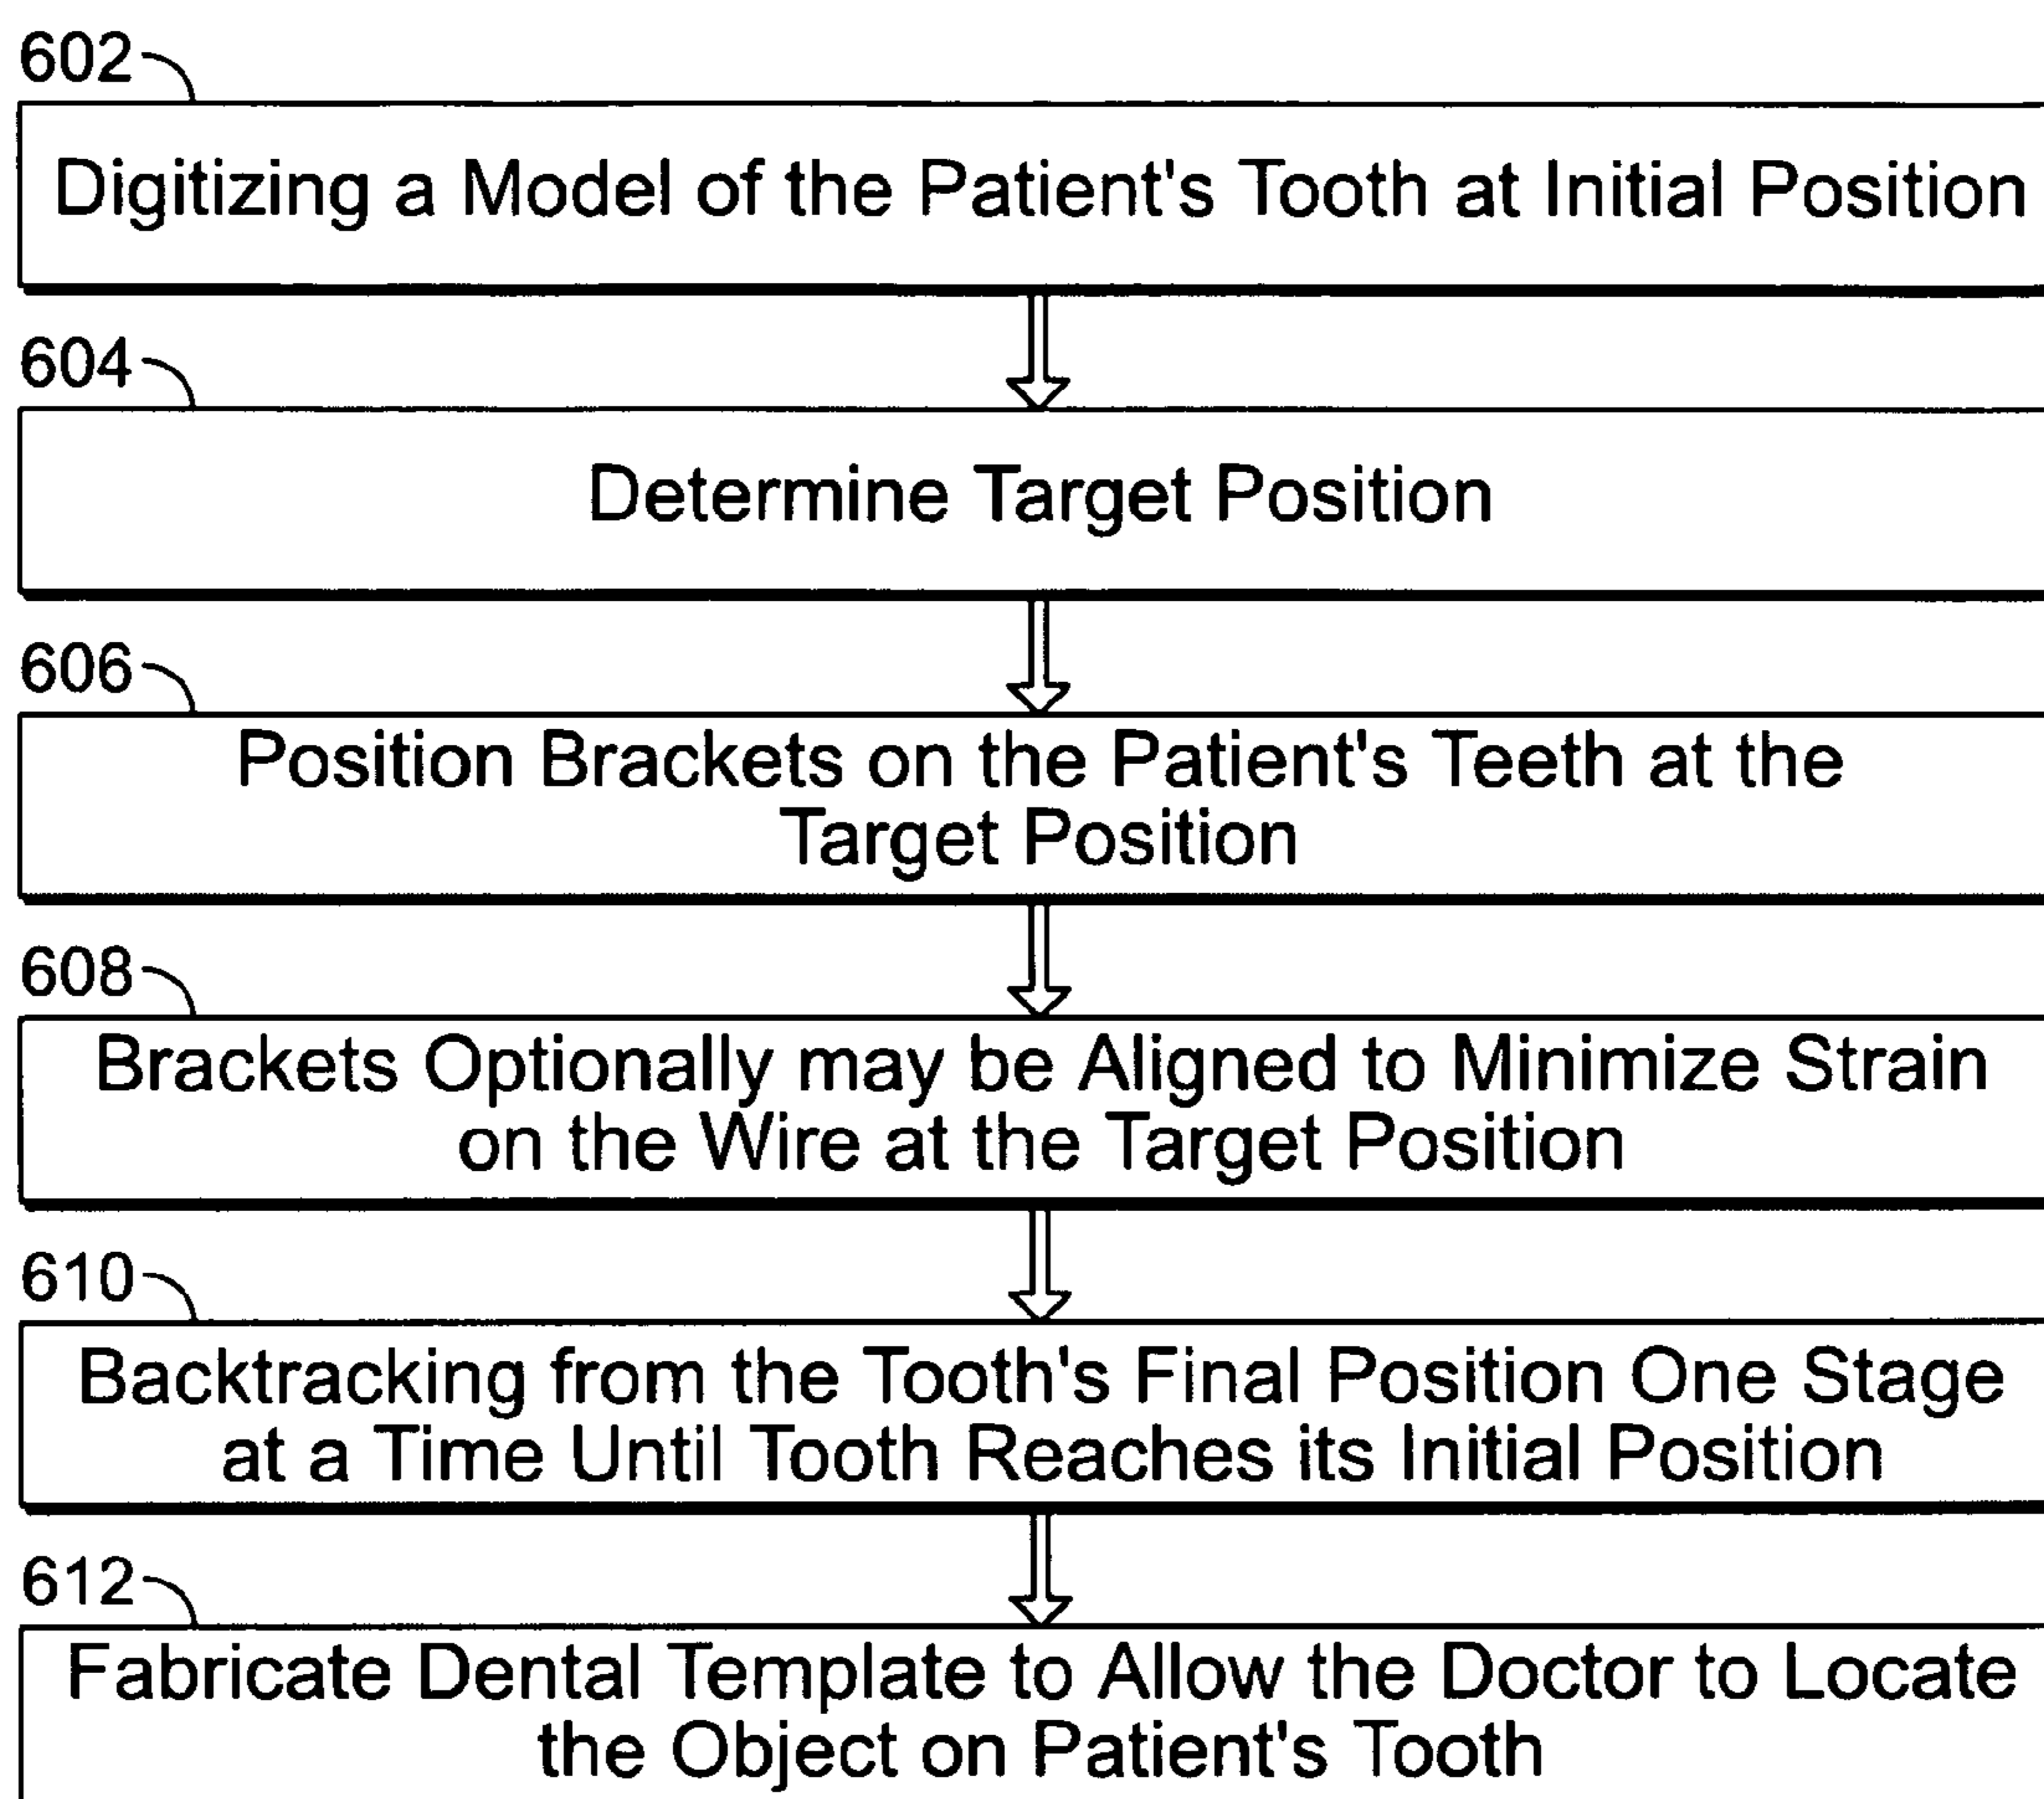 602
Digitizing a Model of the Patient's Tooth at Initial Position
604
Determine Target Position
606
Position Brackets on the Patient's Teeth at the
Target Position
608
Brackets Optionally may be Aligned to Minimize Strain
on the Wire at the Target Position
610
Backtracking from the Tooth's Final Position One Stage
at a Time Until Tooth Reaches its Initial Position
612
Fabricate Dental Template to Allow the Doctor to Locate
the Object on Patient's Tooth